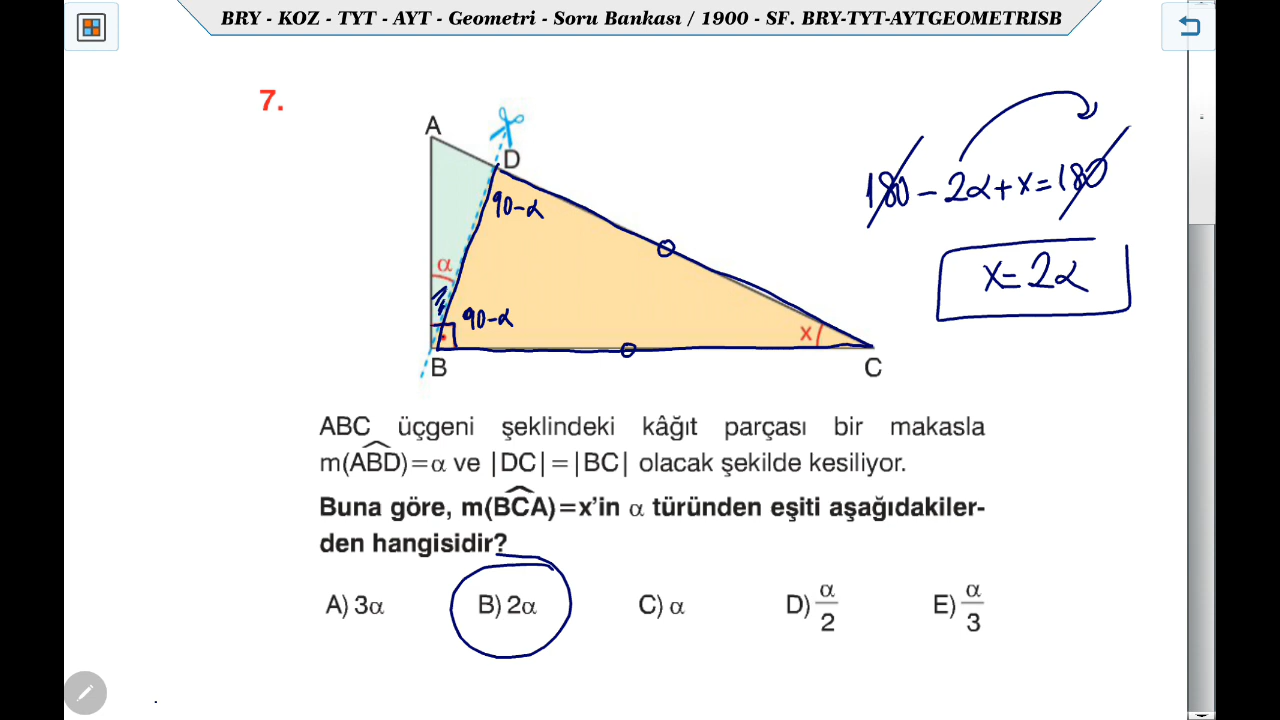 BRY - KOZ - TYT - AYT - Geometri - Soru Bankası / 1900 - SF. BRY-TYT-AYTGEOMETRISB
7.
A
D
90-α
α
90-α
x
B
C
180 - 2α + x = 180
x = 2α
ABC üçgeni şeklindeki kâğıt parçası bir makasla
m(ABD)=α ve |DC|=|BC| olacak şekilde kesiliyor.
Buna göre, m(BCA)=x'in α türünden eşiti aşağıdakiler-
den hangisidir?
A) 3α B) 2α C) α D) α/2 E) α/3